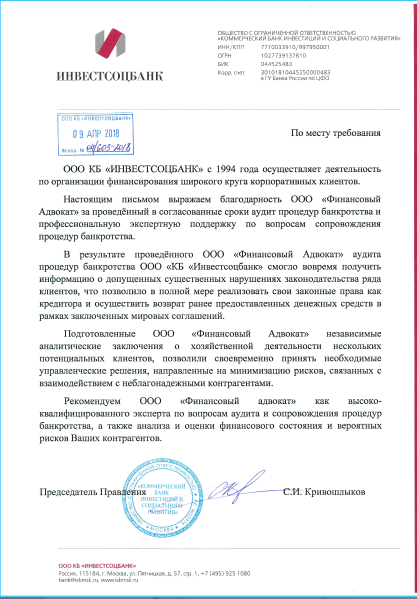 ОБЩЕСТВО С ОГРАНИЧЕННОЙ ОТВЕТСТВЕННОСТЬЮ
«КОММЕРЧЕСКИЙ БАНК ИНВЕСТИЦИЙ И СОЦИАЛЬНОГО РАЗВИТИЯ»
ИНН/КПП 7710033910/997950001
ОГРН 1027739137810
БИК 044525483
Корр. счет 30101810445250000483
в ГУ Банка России по ЦФО
ИНВЕСТСОЦБАНК
ООО КБ «ИНВЕСТСОЦБАНК»
09 АПР 2018
Исход. №
По месту требования
ООО КБ «ИНВЕСТСОЦБАНК» с 1994 года осуществляет деятельность
по организации финансирования широкого круга корпоративных клиентов.
Настоящим письмом выражаем благодарность ООО «Финансовый
Адвокат» за проведённый в согласованные сроки аудит процедур банкротства и
профессиональную экспертную поддержку по вопросам сопровождения
процедур банкротства.
В результате проведённого ООО «Финансовый Адвокат» аудита
процедур банкротства ООО «КБ «Инвестсоцбанк» смогло вовремя получить
информацию о допущенных существенных нарушениях законодательства ряда
клиентов, что позволило в полной мере реализовать свои законные права как
кредитора и осуществить возврат ранее предоставленных денежных средств в
рамках заключенных мировых соглашений.
Подготовленные ООО «Финансовый Адвокат» независимые
аналитические заключения о хозяйственной деятельности нескольких
потенциальных клиентов, позволили своевременно принять необходимые
управленческие решения, направленные на минимизацию рисков, связанных с
взаимодействием с неблагонадежными контрагентами.
Рекомендуем ООО «Финансовый адвокат» как высоко-
квалифицированного эксперта по вопросам аудита и сопровождения процедур
банкротства, а также анализа и оценки финансового состояния и вероятных
рисков Ваших контрагентов.
Председатель Правления С.И. Кривошлыков
«КОММЕРЧЕСКИЙ
БАНК
ИНВЕСТИЦИЙ И
СОЦИАЛЬНОГО
РАЗВИТИЯ»
МОСКВА
ООО КБ «ИНВЕСТСОЦБАНК»
Россия, 115184, г. Москва, ул. Пятницкая, д. 57, стр. 1, +7 (495) 925 1080
bank@isbmsk.ru, www.isbmsk.ru